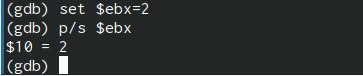 (gdb) set $ebx=2
(gdb) p/s $ebx
$10 = 2
(gdb)